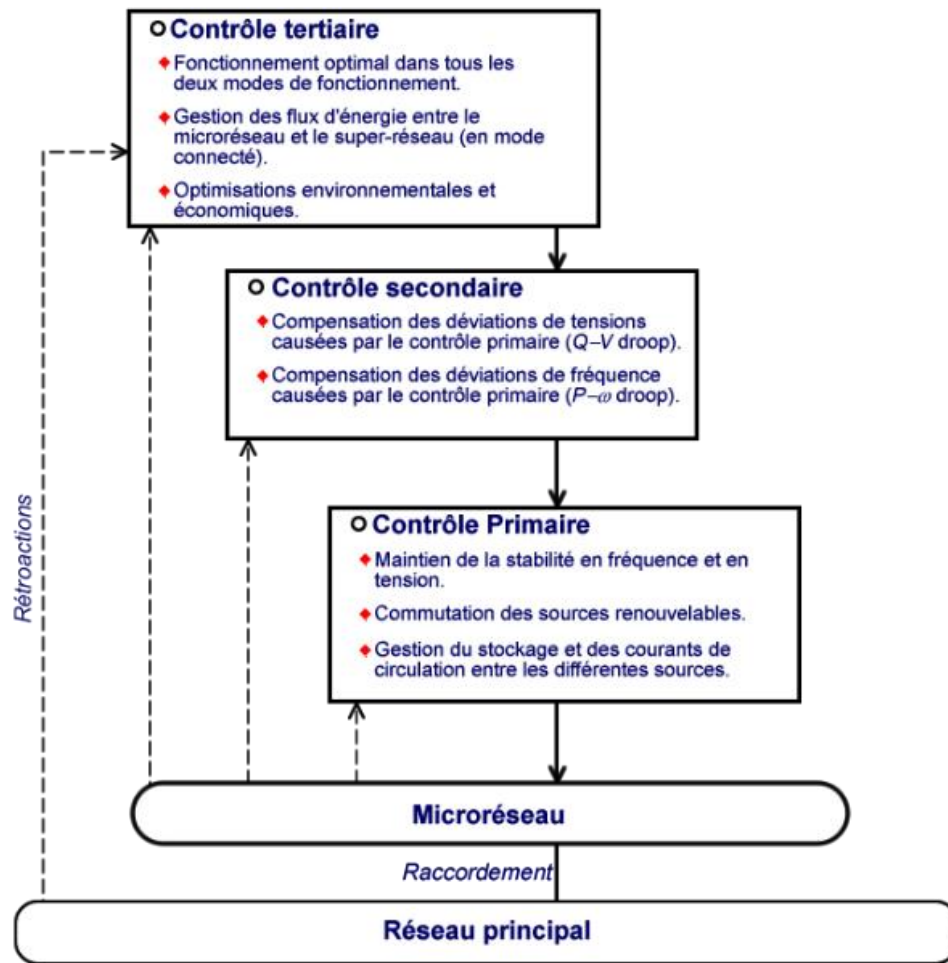 Contrôle tertiaire
Fonctionnement optimal dans tous les
deux modes de fonctionnement.
Gestion des flux d'énergie entre le
microréseau et le super-réseau (en mode
connecté).
Optimisations environnementales et
économiques.
Contrôle secondaire
Compensation des déviations de tensions
causées par le contrôle primaire (Q–V droop).
Compensation des déviations de fréquence
causées par le contrôle primaire (P–ω droop).
Contrôle Primaire
Maintien de la stabilité en fréquence et en
tension.
Commutation des sources renouvelables.
Gestion du stockage et des courants de
circulation entre les différentes sources.
Rétroactions
Microréseau
Raccordement
Réseau principal